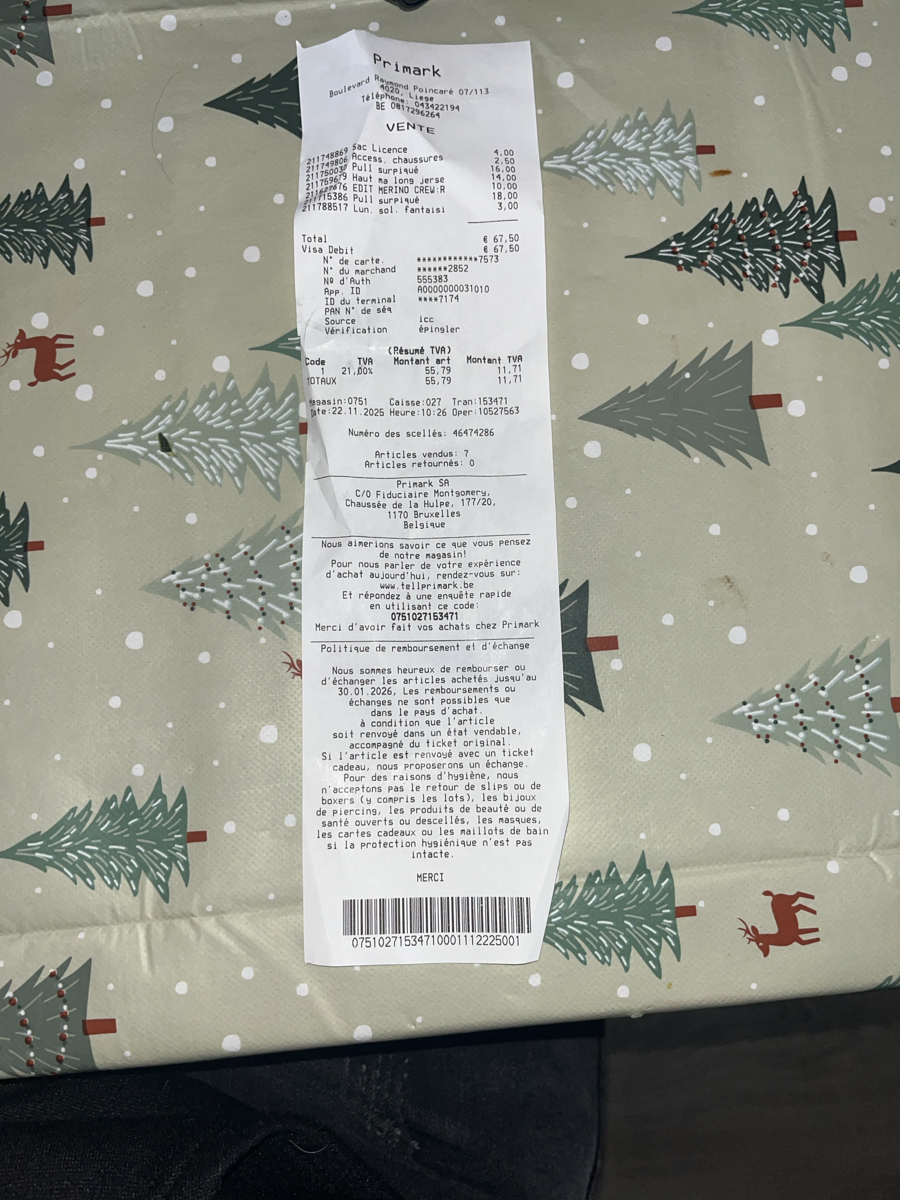 Primark
Boulevard Raymond Poincaré 07/113
4020, Liege
Téléphone: 043422194
BE 0817296264
VENTE
211748869 Sac Licence 4,00
211749806 Access. chaussures 2,50
Pull surpiqué 16,00
Haut ma long jerse 14,00
EDIT MERINO CREW:R 10,00
Pull surpiqué 18,00
211788517 Lun. sol. fantaisi 3,00
Total € 67,50
Visa Debit € 67,50
N° de carte. ************7573
N° du marchand ******2852
Nº d'Auth 555383
App. ID A0000000031010
ID du terminal ****7174
PAN N° de séq
Source icc
Vérification épingler
(Résumé TVA)
Code TVA Montant art Montant TVA
1 21,00% 55,79 11,71
TOTAUX 55,79 11,71
Magasin:0751 Caisse:027 Tran:153471
Date:22.11.2025 Heure:10:26 Oper:10527563
Numéro des scellés: 46474286
Articles vendus: 7
Articles retournés: 0
Primark SA
C/O Fiduciaire Montgomery,
Chaussée de la Hulpe, 177/20,
1170 Bruxelles
Belgique
Nous aimerions savoir ce que vous pensez
de notre magasin!
Pour nous parler de votre expérience
d'achat aujourd'hui, rendez-vous sur:
www.tellprimark.be
Et répondez à une enquête rapide
en utilisant ce code:
0751027153471
Merci d'avoir fait vos achats chez Primark
Politique de remboursement et d'échange
Nous sommes heureux de rembourser ou
d'échanger les articles achetés jusqu'au
30.01.2026, Les remboursements ou
échanges ne sont possibles que
dans le pays d'achat.
à condition que l'article
soit renvoyé dans un état vendable,
accompagné du ticket original.
Si l'article est renvoyé avec un ticket
cadeau, nous proposerons un échange.
Pour des raisons d'hygiène, nous
n'acceptons pas le retour de slips ou de
boxers (y compris les lots), les bijoux
de piercing, les produits de beauté ou de
santé ouverts ou descellés, les masques,
les cartes cadeaux ou les maillots de bain
si la protection hygiénique n'est pas
intacte.
MERCI
07510271534710001112225001